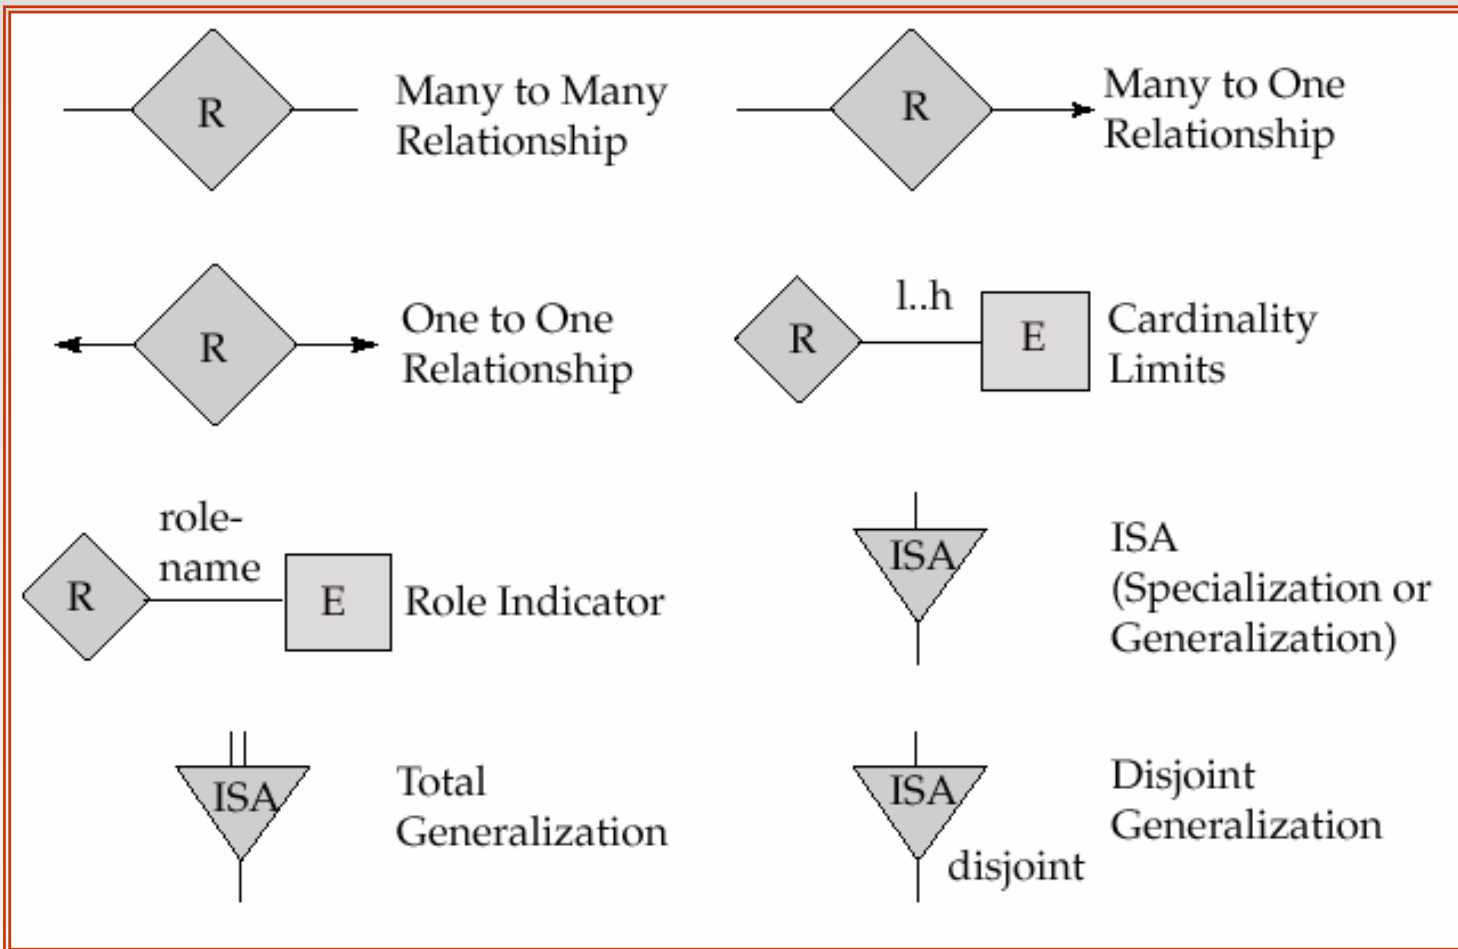 R
Many to Many
Relationship
R
Many to One
Relationship
R
One to One
Relationship
R
l..h
E
Cardinality
Limits
R
role-
name
E
Role Indicator
ISA
ISA
(Specialization or
Generalization)
ISA
Total
Generalization
ISA
disjoint
Disjoint
Generalization